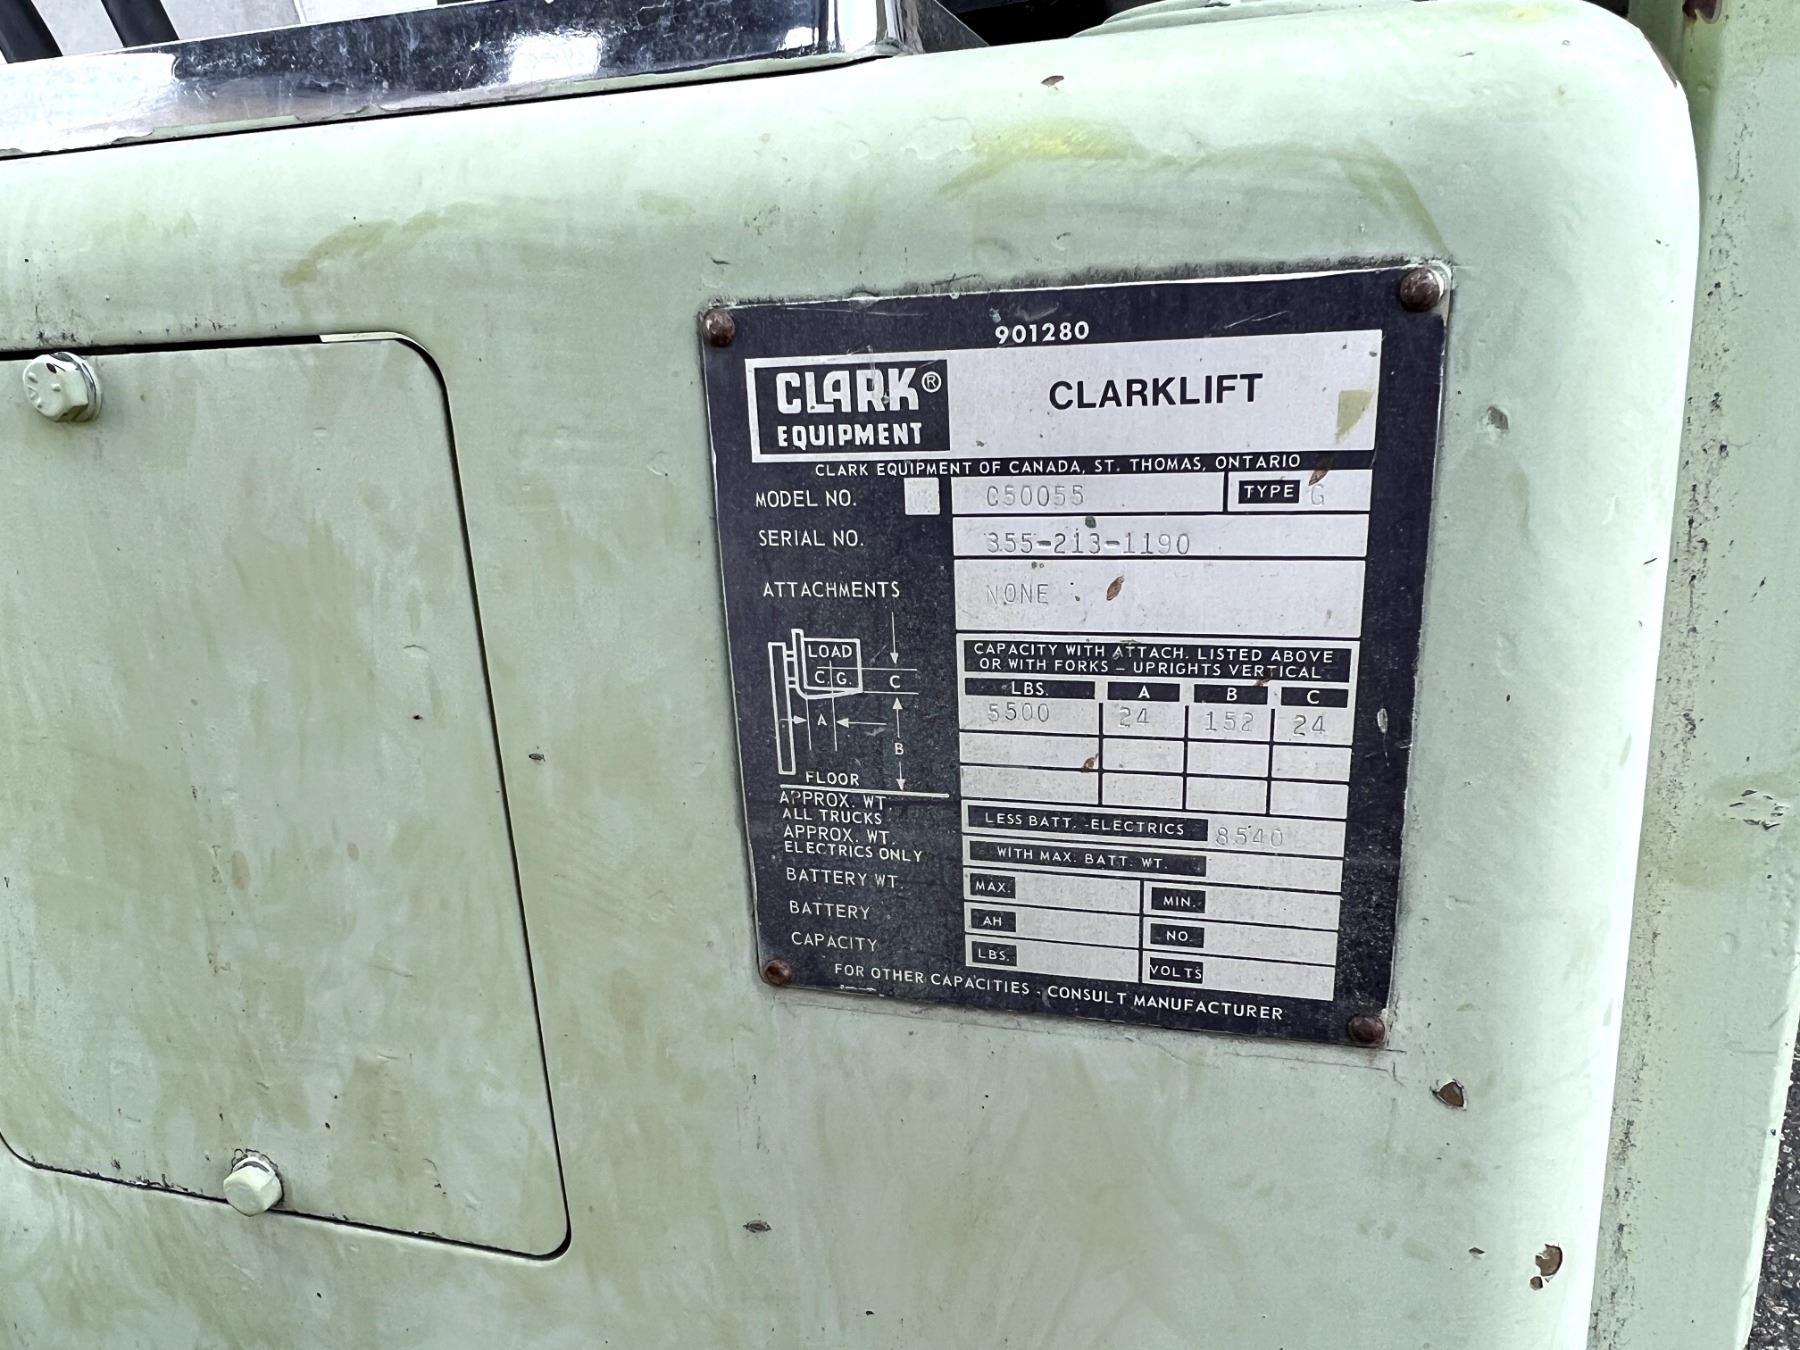 901280
CLARK®
EQUIPMENT
CLARKLIFT
CLARK EQUIPMENT OF CANADA, ST. THOMAS, ONTARIO
MODEL NO. C50055 TYPE G
SERIAL NO. 355-213-1190
ATTACHMENTS NONE
LOAD
C.G.
C
A
B
FLOOR
CAPACITY WITH ATTACH. LISTED ABOVE
OR WITH FORKS - UPRIGHTS VERTICAL
LBS. A B C
5500 24 152 24
APPROX. WT.
ALL TRUCKS
LESS BATT. - ELECTRICS 8540
APPROX. WT.
ELECTRICS ONLY
WITH MAX. BATT. WT.
BATTERY WT. MAX. MIN.
BATTERY AH NO.
CAPACITY LBS. VOLTS
FOR OTHER CAPACITIES - CONSULT MANUFACTURER